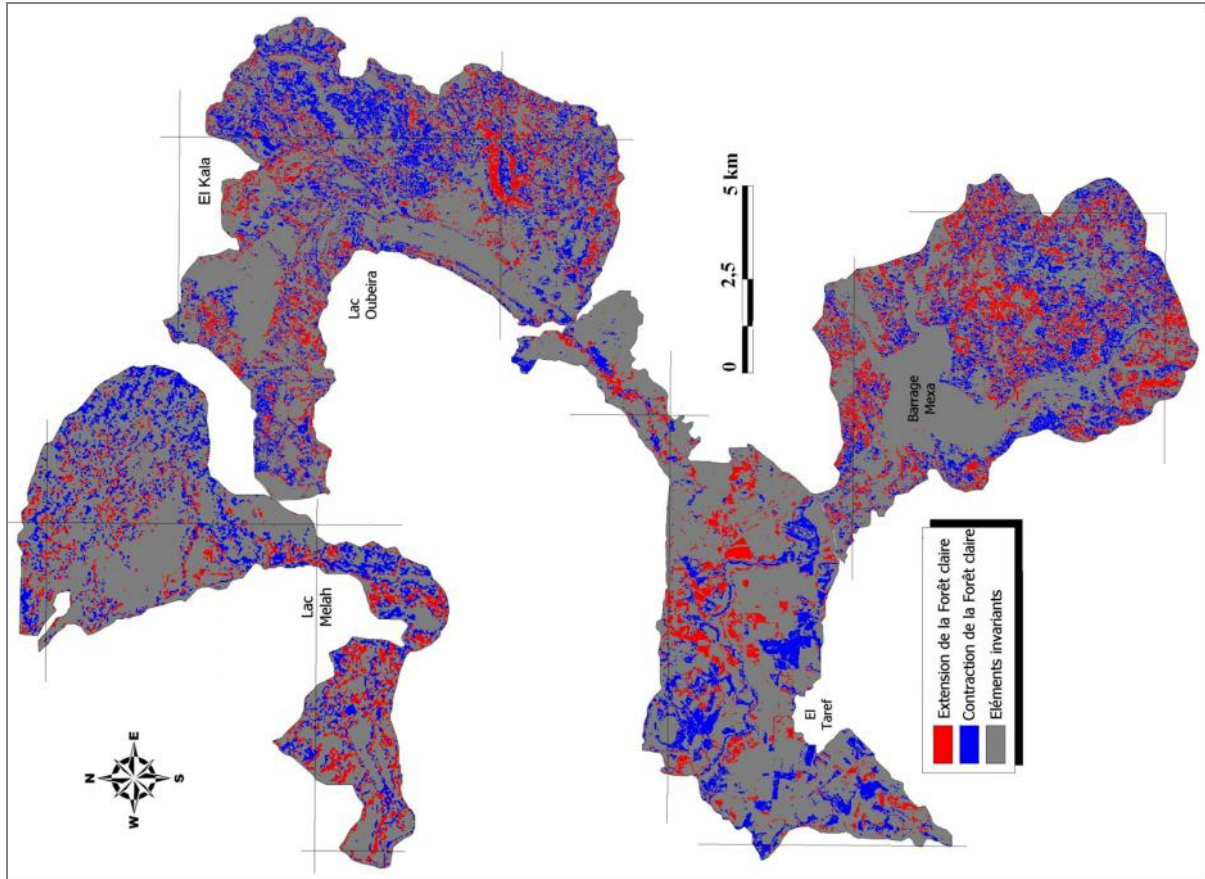 N
W
E
S
El Kala
Lac
Melah
Lac
Oubeira
0
2,5
5 km
El
Taref
Barrage
Mexa
Extension de la Forêt claire
Contraction de la Forêt claire
Eléments invariants